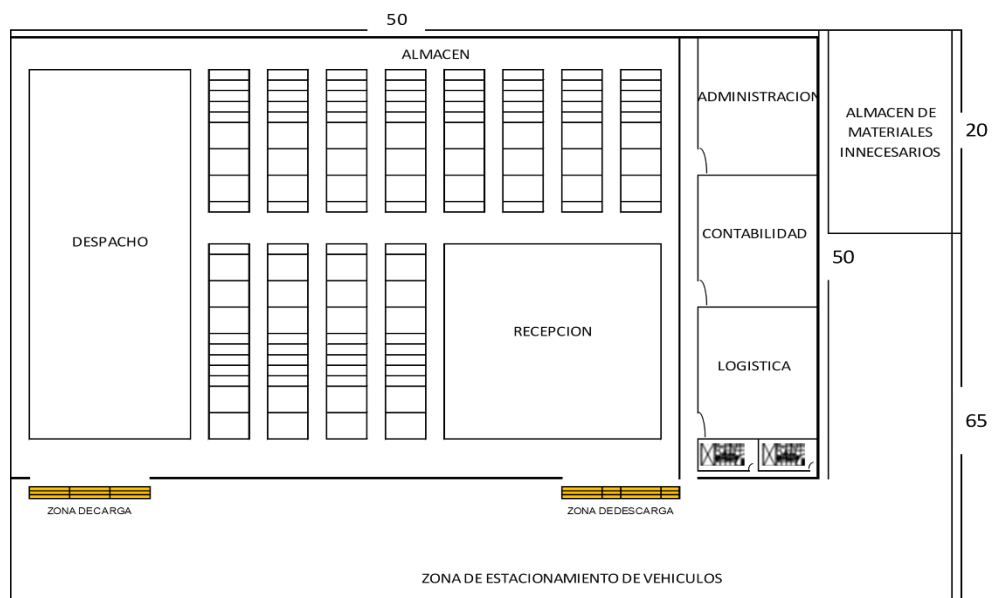 50
ALMACEN
ADMINISTRACION
ALMACEN DE
MATERIALES
INNECESARIOS
20
DESPACHO
CONTABILIDAD
50
RECEPCION
LOGISTICA
65
ZONA DECARGA
ZONA DEDESCARGA
ZONA DE ESTACIONAMIENTO DE VEHICULOS